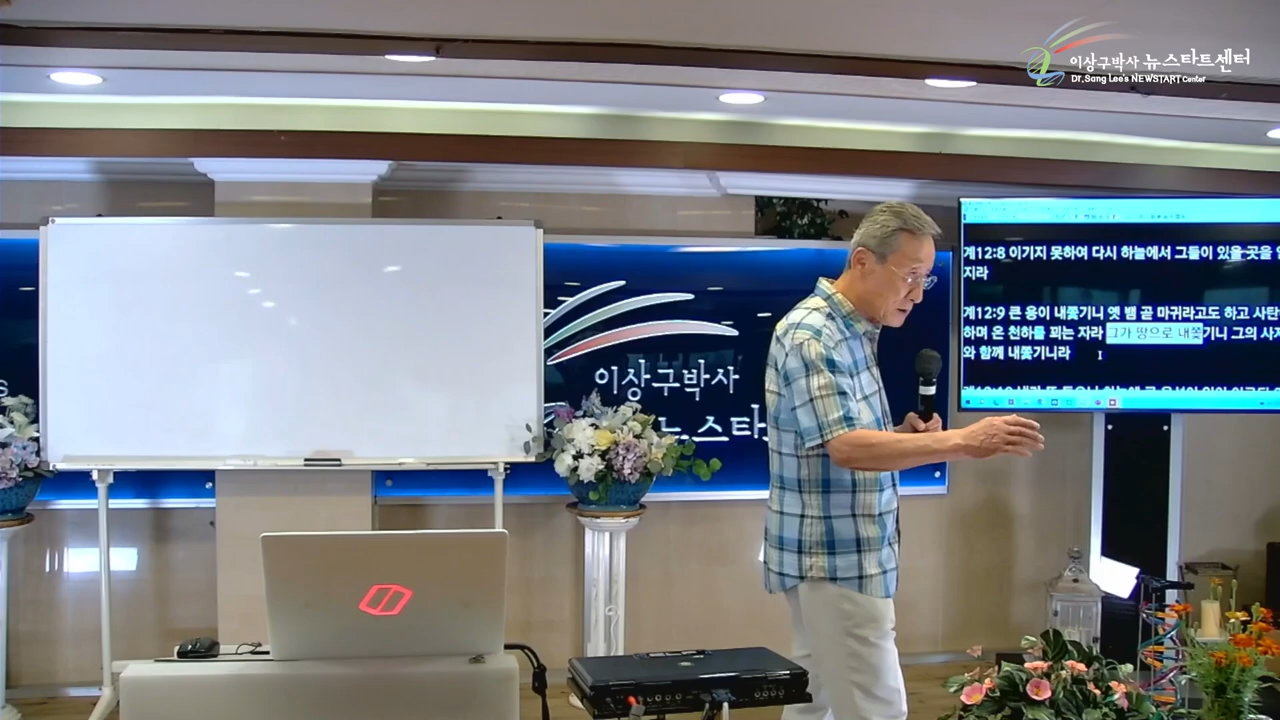 이상구박사 뉴스타트센터
Dr. Sang Lee's NEWSTART Center
계12:8 이기지 못하여 다시 하늘에서 그들이 있을 곳을
지라
계12:9 큰 용이 내쫓기니 옛 뱀 곧 마귀라고도 하고 사탄
하며 온 천하를 꾀는 자라 그가 땅으로 내쫓기니 그의 사
와 함께 내쫓기니라
이상구박사
뉴스타